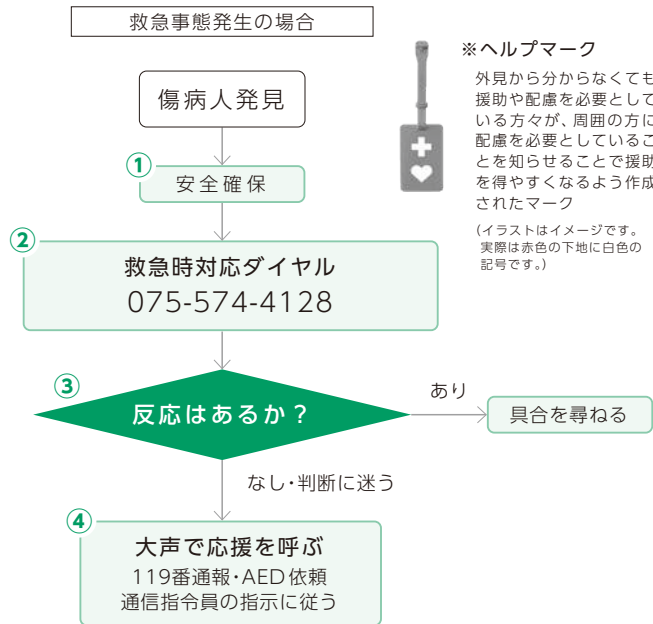 救急事態発生の場合
傷病人発見
①
安全確保
②
救急時対応ダイヤル
075-574-4128
③
反応はあるか？
あり
具合を尋ねる
なし・判断に迷う
④
大声で応援を呼ぶ
119番通報・AED依頼
通信指令員の指示に従う
※ヘルプマーク
外見から分からなくても
援助や配慮を必要として
いる方々が、周囲の方に
配慮を必要としているこ
とを知らせることで援助
を得やすくなるよう作成
されたマーク
(イラストはイメージです。
実際は赤色の下地に白色の
記号です。)